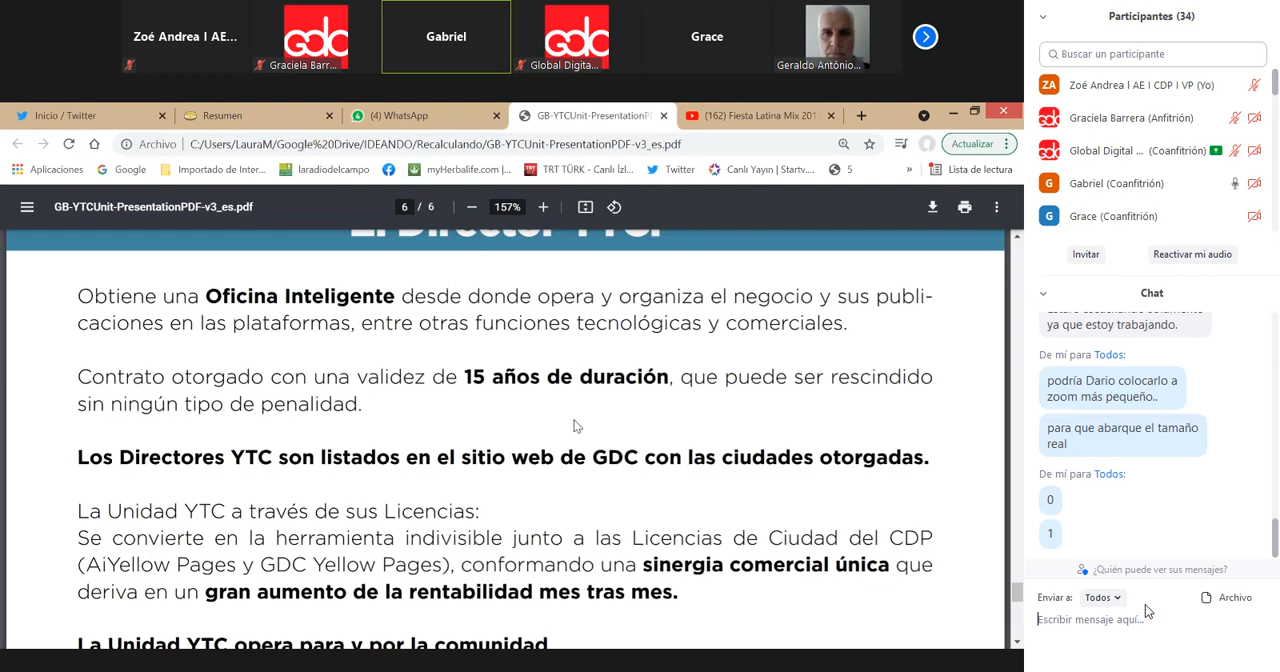 Zoé Andrea l AE...
gdc
Graciela Barr...
Gabriel
gdc
Global Digita...
Grace
Geraldo Antônio...
Inicio / Twitter
Resumen
(4) WhatsApp
GB-YTCUnit-PresentationPDF
(162) Fiesta Latina Mix 201
Archivo
C:/Users/LauraM/Google%20Drive/IDEANDO/Recalculando/GB-YTCUnit-PresentationPDF-v3_es.pdf
Actualizar
Aplicaciones
Google
Importado de Inter...
laradiodelcampo
myHerbalife.com |...
TRT TÜRK - Canlı İzl...
Twitter
Canlı Yayın | Startv....
5
»
Lista de lectura
GB-YTCUnit-PresentationPDF-v3_es.pdf
6 / 6
157%
Obtiene una Oficina Inteligente desde donde opera y organiza el negocio y sus publi-
caciones en las plataformas, entre otras funciones tecnológicas y comerciales.
Contrato otorgado con una validez de 15 años de duración, que puede ser rescindido
sin ningún tipo de penalidad.
Los Directores YTC son listados en el sitio web de GDC con las ciudades otorgadas.
La Unidad YTC a través de sus Licencias:
Se convierte en la herramienta indivisible junto a las Licencias de Ciudad del CDP
(AiYellow Pages y GDC Yellow Pages), conformando una sinergia comercial única que
deriva en un gran aumento de la rentabilidad mes tras mes.
La Unidad YTC opera para y por la comunidad
Participantes (34)
Buscar un participante
ZA
Zoé Andrea l AE l CDP l VP (Yo)
gdc
Graciela Barrera (Anfitrión)
gdc
Global Digital ... (Coanfitrión)
G
Gabriel (Coanfitrión)
G
Grace (Coanfitrión)
Invitar
Reactivar mi audio
Chat
ya que estoy trabajando.
De mí para Todos:
podría Dario colocarlo a
zoom más pequeño..
para que abarque el tamaño
real
De mí para Todos:
0
1
¿Quién puede ver sus mensajes?
Enviar a:
Todos
Archivo
Escribir mensaje aquí...